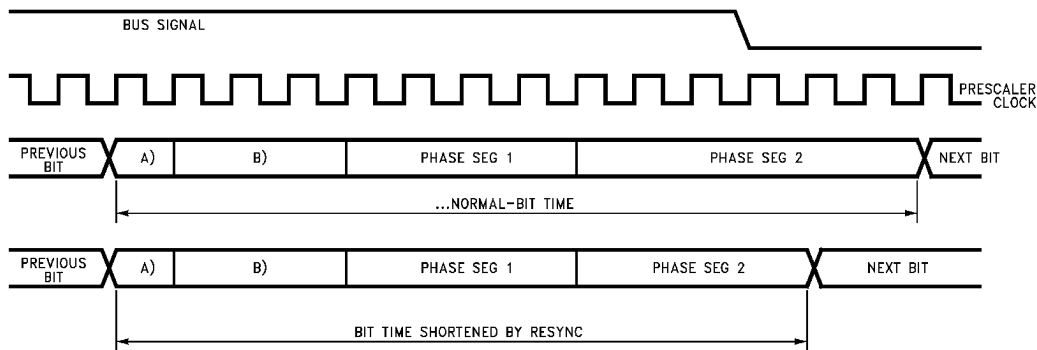 BUS SIGNAL
PRESCALER
CLOCK
PREVIOUS
BIT
A)
B)
PHASE SEG 1
PHASE SEG 2
NEXT BIT
...NORMAL-BIT TIME
PREVIOUS
BIT
A)
B)
PHASE SEG 1
PHASE SEG 2
NEXT BIT
BIT TIME SHORTENED BY RESYNC